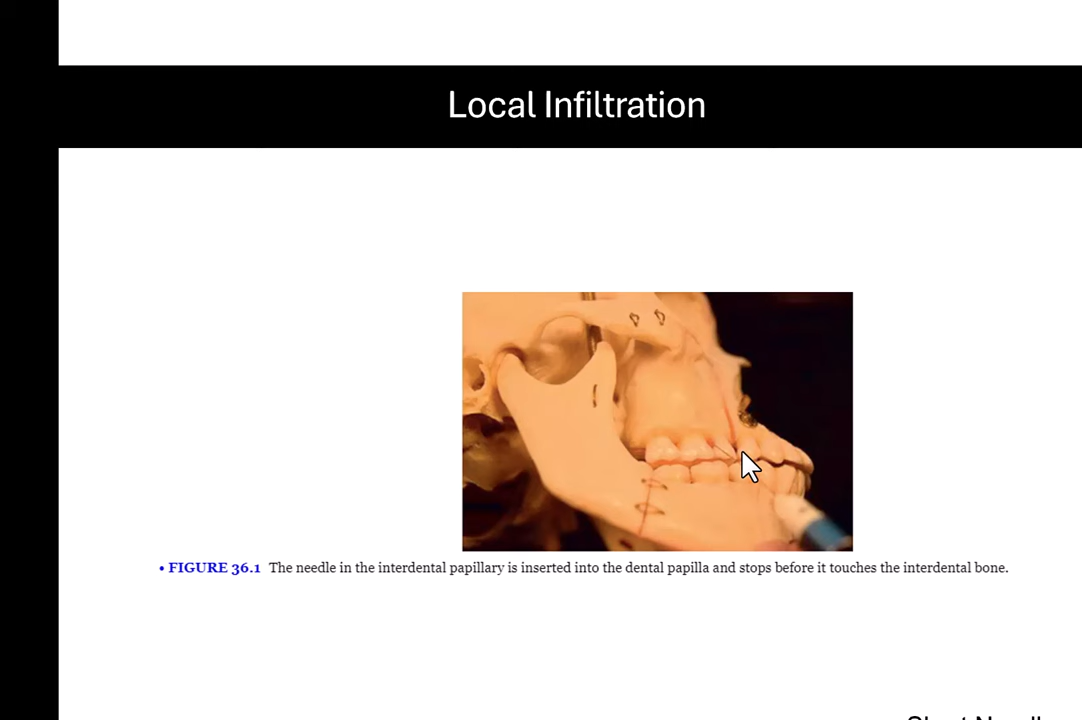 Local Infiltration
• FIGURE 36.1 The needle in the interdental papillary is inserted into the dental papilla and stops before it touches the interdental bone.